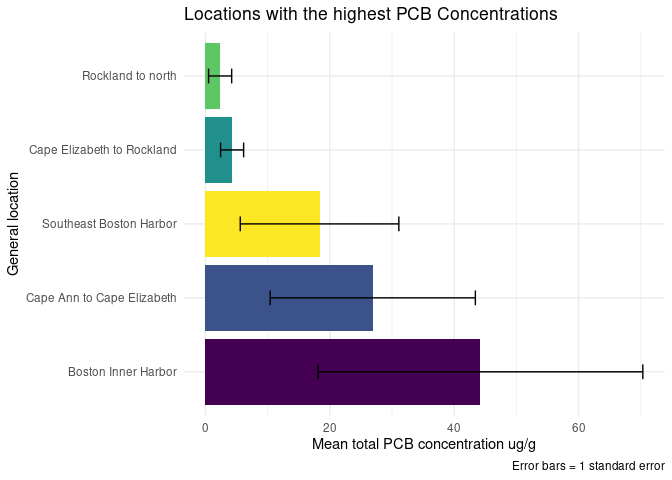 Locations with the highest PCB Concentrations
General location
Rockland to north
Cape Elizabeth to Rockland
Southeast Boston Harbor
Cape Ann to Cape Elizabeth
Boston Inner Harbor
0 20 40 60
Mean total PCB concentration ug/g
Error bars = 1 standard error